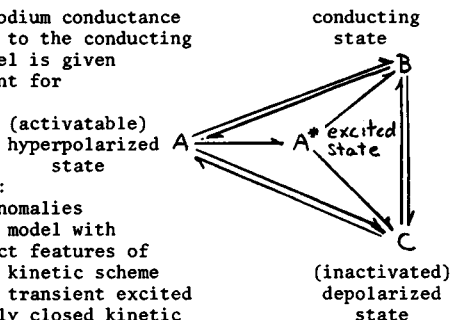 odium conductance
to the conducting
el is given
nt for
:
nomalies
model with
ct features of
kinetic scheme
transient excited
ly closed kinetic
conducting
state
B
(activatable)
hyperpolarized
state
A
A* excited
state
C
(inactivated)
depolarized
state